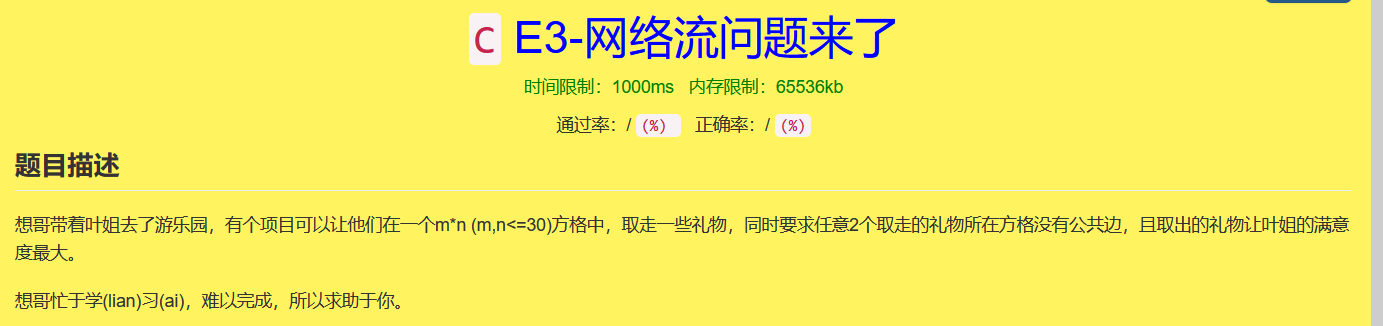 C E3-网络流问题来了
时间限制：1000ms 内存限制：65536kb
通过率：/ (%) 正确率：/ (%)
题目描述
想哥带着叶姐去了游乐园，有个项目可以让他们在一个m*n (m,n<=30)方格中，取走一些礼物，同时要求任意2个取走的礼物所在方格没有公共边，且取出的礼物让叶姐的满意
度最大。
想哥忙于学(lian)习(ai)，难以完成，所以求助于你。